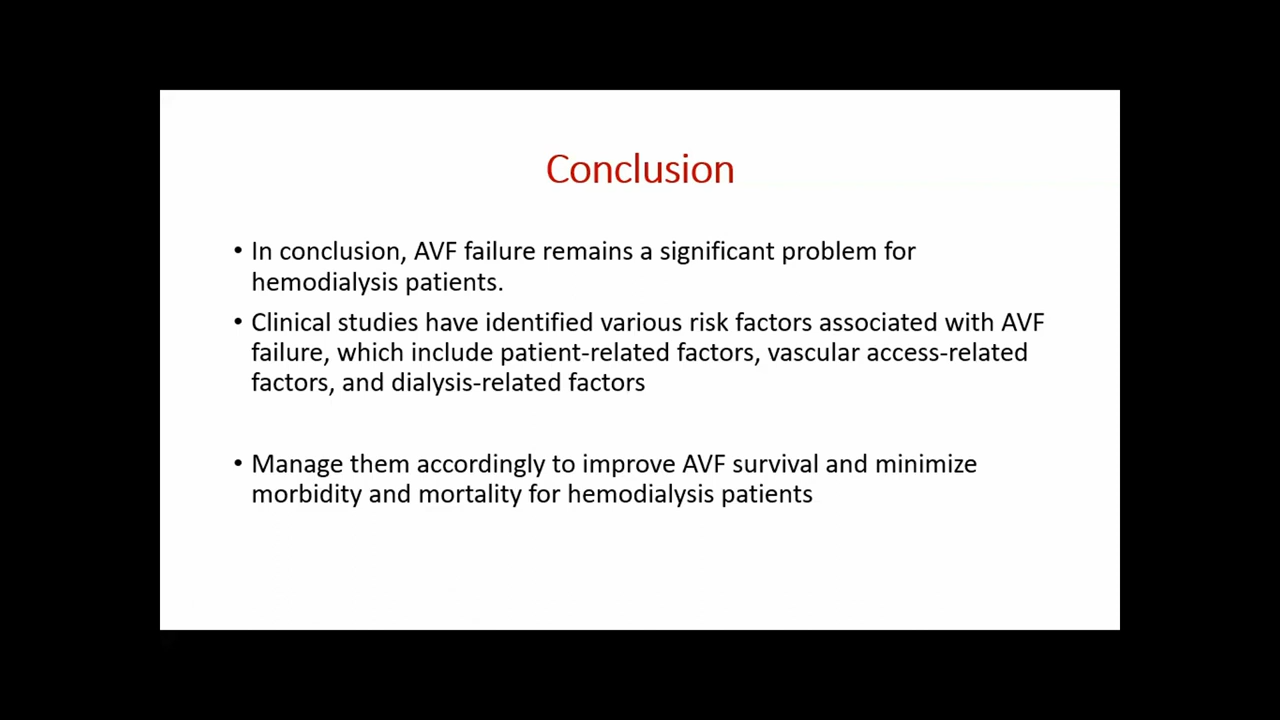 Conclusion
• In conclusion, AVF failure remains a significant problem for
hemodialysis patients.
• Clinical studies have identified various risk factors associated with AVF
failure, which include patient-related factors, vascular access-related
factors, and dialysis-related factors
• Manage them accordingly to improve AVF survival and minimize
morbidity and mortality for hemodialysis patients